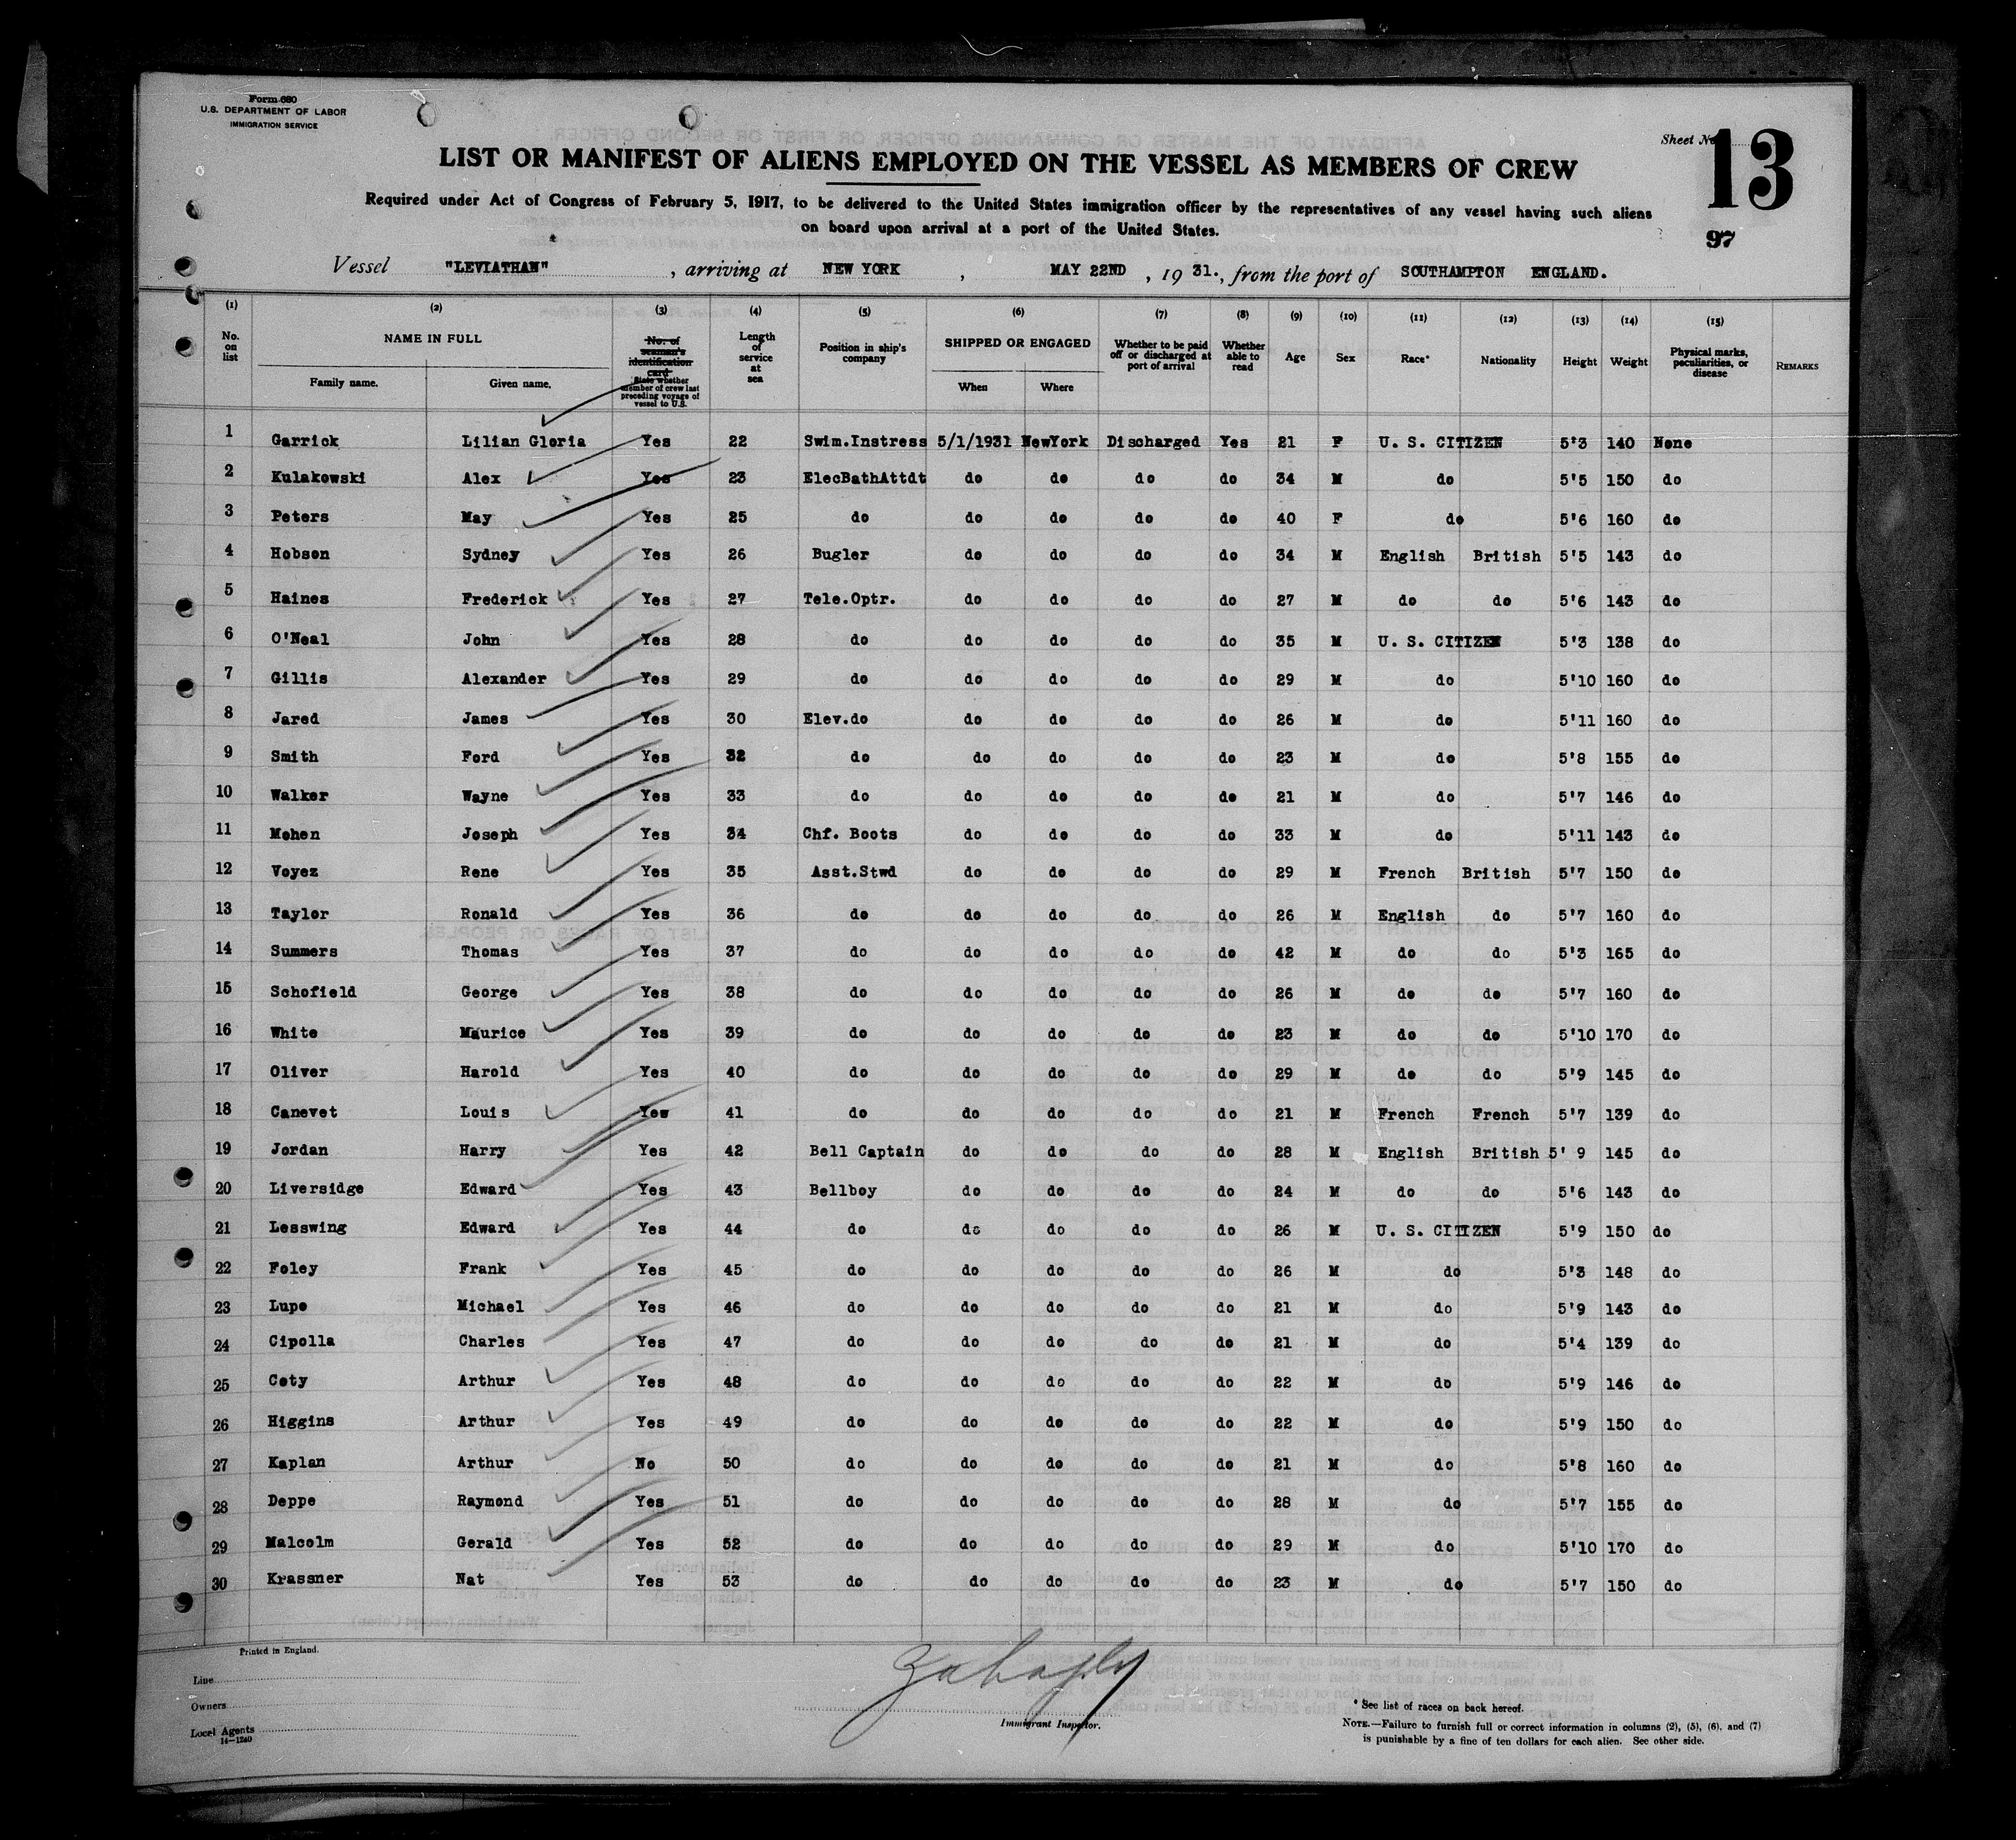 Form 680
U.S. DEPARTMENT OF LABOR
IMMIGRATION SERVICE
Sheet No. 13
97
LIST OR MANIFEST OF ALIENS EMPLOYED ON THE VESSEL AS MEMBERS OF CREW
Required under Act of Congress of February 5, 1917, to be delivered to the United States immigration officer by the representatives of any vessel having such aliens
on board upon arrival at a port of the United States.
Vessel "LEVIATHAN", arriving at NEW YORK, MAY 22ND, 1931., from the port of SOUTHAMPTON ENGLAND.
(1) (2) (3) (4) (5) (6) (7) (8) (9) (10) (11) (12) (13) (14) (15)
No. on list
NAME IN FULL
Family name. Given name.
No. of seaman's identification card
State whether member of crew last preceding voyage of vessel to U.S.
Length of service at sea
Position in ship's company
SHIPPED OR ENGAGED
When Where
Whether to be paid off or discharged at port of arrival
Whether able to read
Age
Sex
Race*
Nationality
Height
Weight
Physical marks, peculiarities, or disease
REMARKS
1 Garrick Lilian Gloria Yes 22 Swim.Instress 5/1/1931 NewYork Discharged Yes 21 F U. S. CITIZEN 5'3 140 None
2 Kulakowski Alex Yes 23 ElecBathAttdt do do do do 34 M do 5'5 150 do
3 Peters May Yes 25 do do do do do 40 F do 5'6 160 do
4 Hobson Sydney Yes 26 Bugler do do do do 34 M English British 5'5 143 do
5 Haines Frederick Yes 27 Tele.Optr. do do do do 27 M do do 5'6 143 do
6 O'Neal John Yes 28 do do do do do 35 M U. S. CITIZEN 5'3 138 do
7 Gillis Alexander Yes 29 do do do do do 29 M do 5'10 160 do
8 Jared James Yes 30 Elev.do do do do do 26 M do 5'11 160 do
9 Smith Ford Yes 32 do do do do do 23 M do 5'8 155 do
10 Walker Wayne Yes 33 do do do do do 21 M do 5'7 146 do
11 Mohen Joseph Yes 34 Chf. Boots do do do do 33 M do 5'11 143 do
12 Voyez Rene Yes 35 Asst.Stwd do do do do 29 M French British 5'7 150 do
13 Taylor Ronald Yes 36 do do do do do 26 M English do 5'7 160 do
14 Summers Thomas Yes 37 do do do do do 42 M do do 5'3 165 do
15 Schofield George Yes 38 do do do do do 26 M do do 5'7 160 do
16 White Maurice Yes 39 do do do do do 23 M do do 5'10 170 do
17 Oliver Harold Yes 40 do do do do do 29 M do do 5'9 145 do
18 Canevet Louis Yes 41 do do do do do 21 M French French 5'7 139 do
19 Jordan Harry Yes 42 Bell Captain do do do do 28 M English British 5' 9 145 do
20 Liversidge Edward Yes 43 Bellboy do do do do 24 M do do 5'6 143 do
21 Lesswing Edward Yes 44 do do do do do 26 M U. S. CITIZEN 5'9 150 do
22 Foley Frank Yes 45 do do do do do 26 M do 5'3 148 do
23 Lupo Michael Yes 46 do do do do do 21 M do 5'9 143 do
24 Cipolla Charles Yes 47 do do do do do 21 M do 5'4 139 do
25 Coty Arthur Yes 48 do do do do do 22 M do 5'9 146 do
26 Higgins Arthur Yes 49 do do do do do 22 M do 5'9 150 do
27 Kaplan Arthur No 50 do do do do do 21 M do 5'8 160 do
28 Deppe Raymond Yes 51 do do do do do 28 M do 5'7 155 do
29 Malcolm Gerald Yes 52 do do do do do 29 M do 5'10 170 do
30 Krassner Nat Yes 53 do do do do do 23 M do 5'7 150 do
Printed in England.
Line
Owners
Local Agents
14—1240
Immigrant Inspector.
* See list of races on back hereof.
NOTE.—Failure to furnish full or correct information in columns (2), (5), (6), and (7)
is punishable by a fine of ten dollars for each alien. See other side.